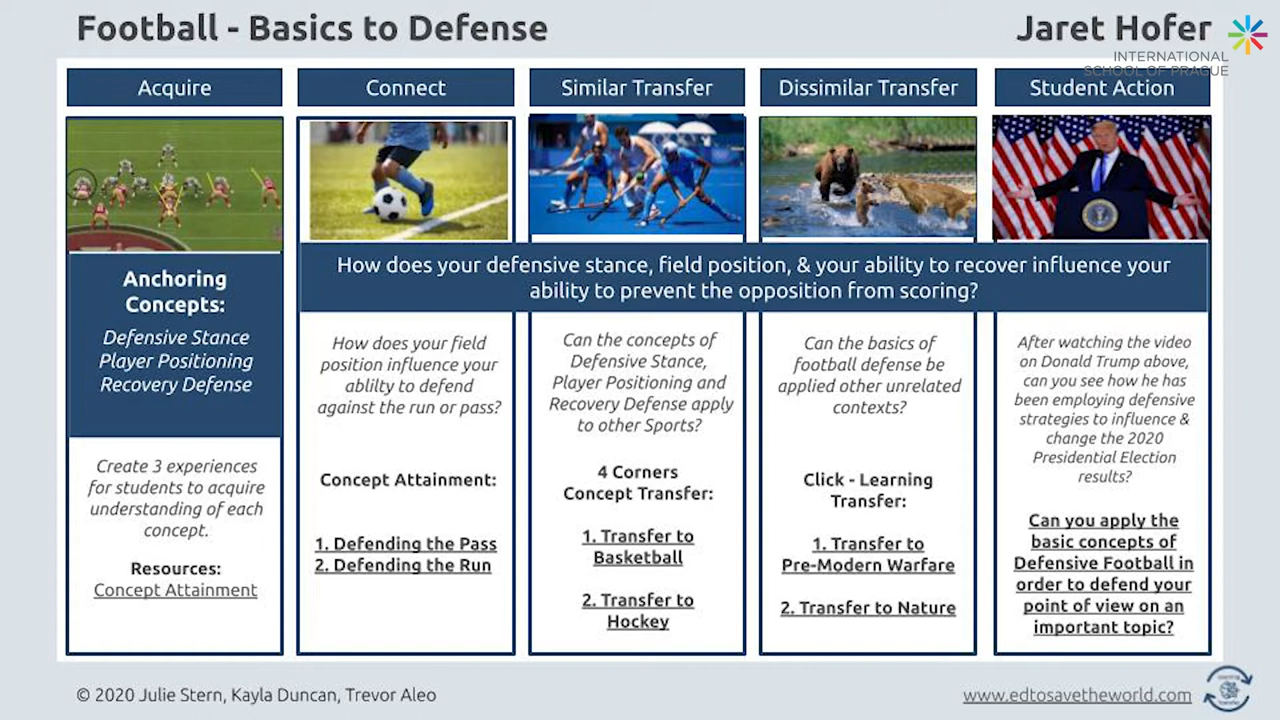 Football - Basics to Defense
Jaret Hofer
INTERNATIONAL
SCHOOL OF PRAGUE
Acquire
Connect
Similar Transfer
Dissimilar Transfer
Student Action
Anchoring
Concepts:
Defensive Stance
Player Positioning
Recovery Defense
Create 3 experiences
for students to acquire
understanding of each
concept.
Resources:
Concept Attainment
How does your defensive stance, field position, & your ability to recover influence your
ability to prevent the opposition from scoring?
How does your field
position influence your
ablilty to defend
against the run or pass?
Concept Attainment:
1. Defending the Pass
2. Defending the Run
Can the concepts of
Defensive Stance,
Player Positioning and
Recovery Defense apply
to other Sports?
4 Corners
Concept Transfer:
1. Transfer to
Basketball
2. Transfer to
Hockey
Can the basics of
football defense be
applied other unrelated
contexts?
Click - Learning
Transfer:
1. Transfer to
Pre-Modern Warfare
2. Transfer to Nature
After watching the video
on Donald Trump above,
can you see how he has
been employing defensive
strategies to influence &
change the 2020
Presidential Election
results?
Can you apply the
basic concepts of
Defensive Football in
order to defend your
point of view on an
important topic?
© 2020 Julie Stern, Kayla Duncan, Trevor Aleo
www.edtosavetheworld.com